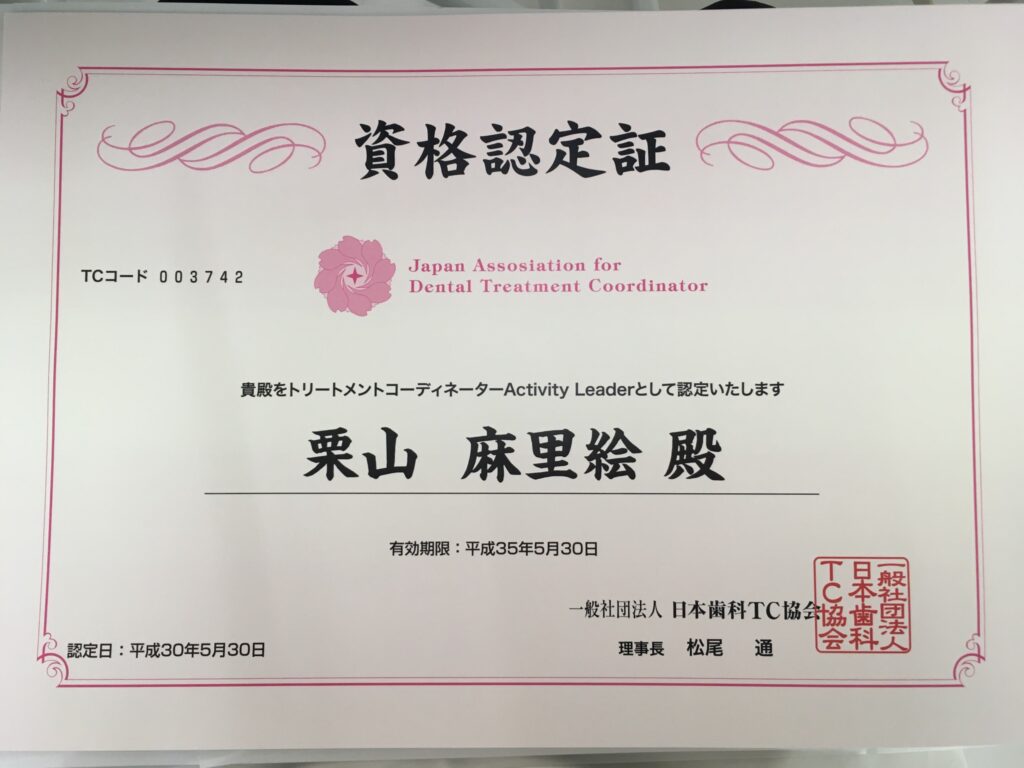 資格認定証
TCコード 003742
Japan Assosiation for
Dental Treatment Coordinator
貴殿をトリートメントコーディネーターActivity Leaderとして認定いたします
栗山 麻里絵 殿
有効期限：平成35年5月30日
一般社団法人 日本歯科TC協会
理事長 松尾 通
一般社団法人
日本歯科
TC協会
認定日：平成30年5月30日